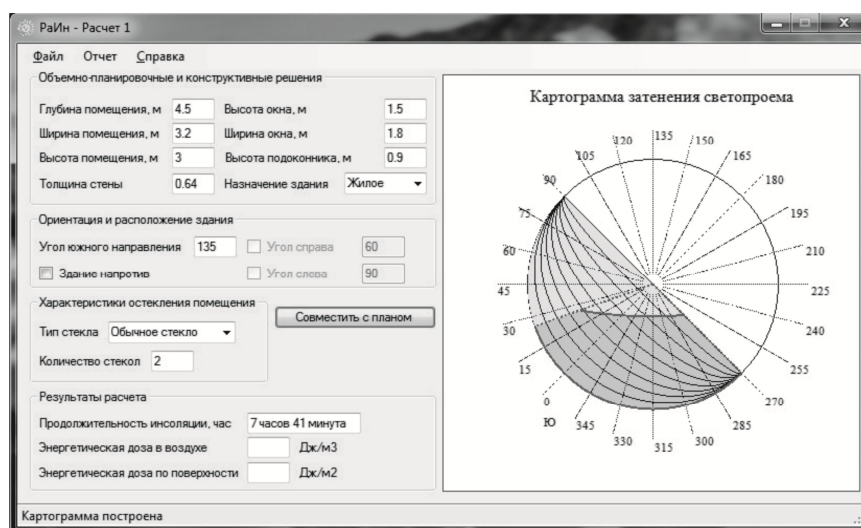 РаИн - Расчет 1
Файл Отчет Справка
Объемно-планировочные и конструктивные решения
Глубина помещения, м 4.5 Высота окна, м 1.5
Ширина помещения, м 3.2 Ширина окна, м 1.8
Высота помещения, м 3 Высота подоконника, м 0.9
Толщина стены 0.64 Назначение здания Жилое
Ориентация и расположение здания
Угол южного направления 135 Угол справа 60
Здание напротив Угол слева 90
Характеристики остекления помещения
Тип стекла Обычное стекло
Количество стекол 2
Совместить с планом
Результаты расчета
Продолжительность инсоляции, час 7 часов 41 минута
Энергетическая доза в воздухе Дж/м3
Энергетическая доза по поверхности Дж/м2
Картограмма затенения светопроема
120 135 150
105 165
90 180
75 195
60 210
45 225
30 240
15 255
0 270
Ю 345 285
330 315 300
Картограмма построена